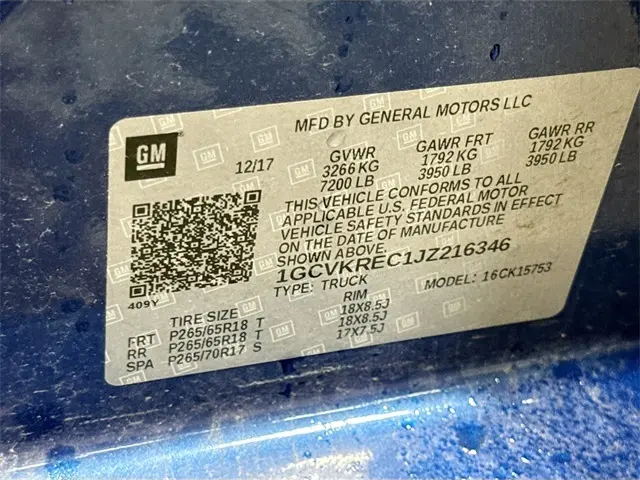 MFD BY GENERAL MOTORS LLC
GM
12/17
GVWR GAWR FRT GAWR RR
3266 KG 1792 KG 1792 KG
7200 LB 3950 LB 3950 LB
THIS VEHICLE CONFORMS TO ALL
APPLICABLE U.S. FEDERAL MOTOR
VEHICLE SAFETY STANDARDS IN EFFECT
ON THE DATE OF MANUFACTURE
SHOWN ABOVE.
1GCVKREC1JZ216346
TYPE: TRUCK MODEL: 16CK15753
409Y
TIRE SIZE RIM
FRT P265/65R18 T 18X8.5J
RR P265/65R18 T 18X8.5J
SPA P265/70R17 S 17X7.5J